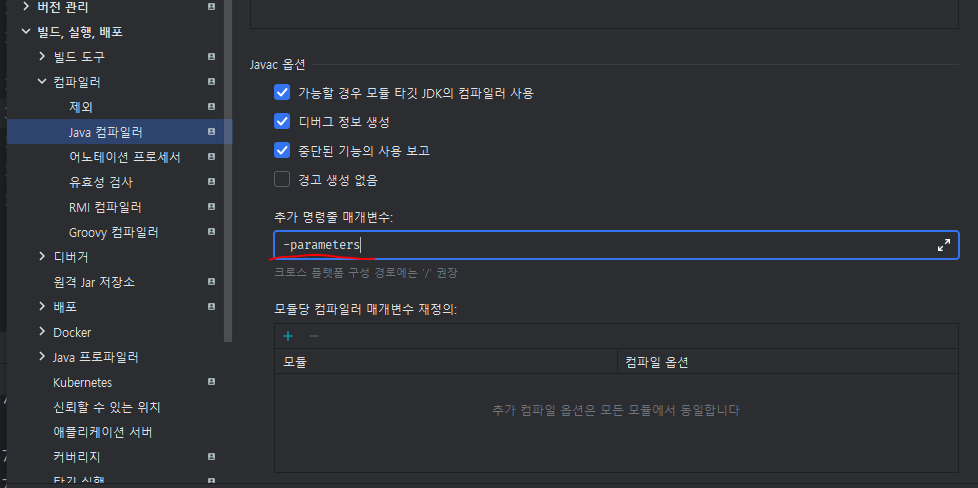 버전 관리
빌드, 실행, 배포
빌드 도구
컴파일러
제외
Java 컴파일러
어노테이션 프로세서
유효성 검사
RMI 컴파일러
Groovy 컴파일러
디버거
원격 Jar 저장소
배포
Docker
Java 프로파일러
Kubernetes
신뢰할 수 있는 위치
애플리케이션 서버
커버리지
타깃 실행
Javac 옵션
가능할 경우 모듈 타깃 JDK의 컴파일러 사용
디버그 정보 생성
중단된 기능의 사용 보고
경고 생성 없음
추가 명령줄 매개변수:
-parameters
크로스 플랫폼 구성 경로에는 '/' 권장
모듈당 컴파일러 매개변수 재정의:
모듈
컴파일 옵션
추가 컴파일 옵션은 모든 모듈에서 동일합니다